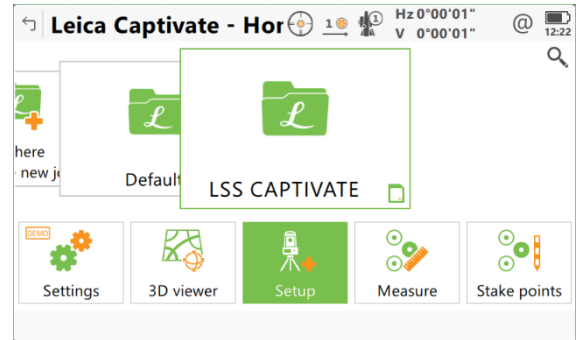 Leica Captivate - Hor
1
1
Hz 0°00'01"
V 0°00'01"
@
12:22
here
new j
Default
LSS CAPTIVATE
DEMO
Settings
3D viewer
Setup
Measure
Stake points